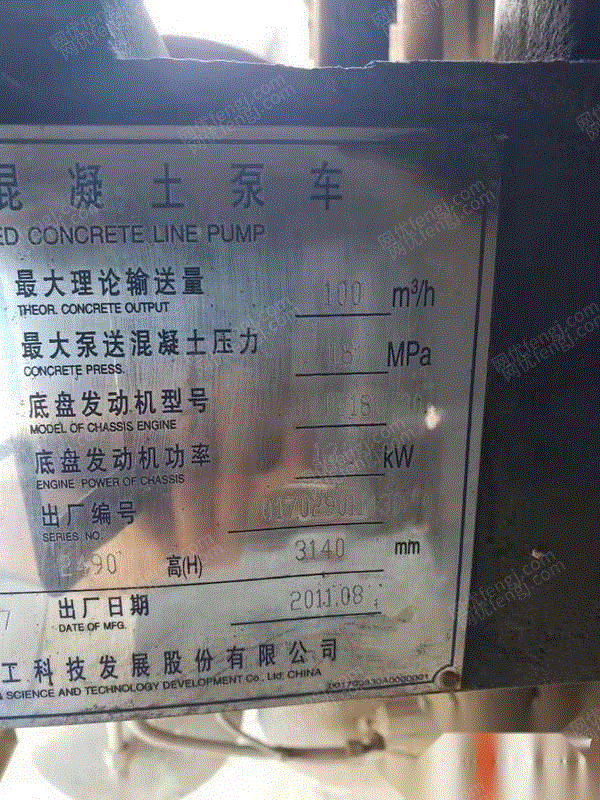 混凝土泵车
ED CONCRETE LINE PUMP
最大理论输送量 100 m³/h
THEOR. CONCRETE OUTPUT
最大泵送混凝土压力 MPa
CONCRETE PRESS.
底盘发动机型号
MODEL OF CHASSIS ENGINE
底盘发动机功率 kW
ENGINE POWER OF CHASSIS
出厂编号
SERIES NO.
2490 高(H) 3140 mm
7 出厂日期 2011.08
DATE OF MFG.
工科技发展股份有限公司
SCIENCE AND TECHNOLOGY DEVELOPMENT Co., Ltd. CHINA